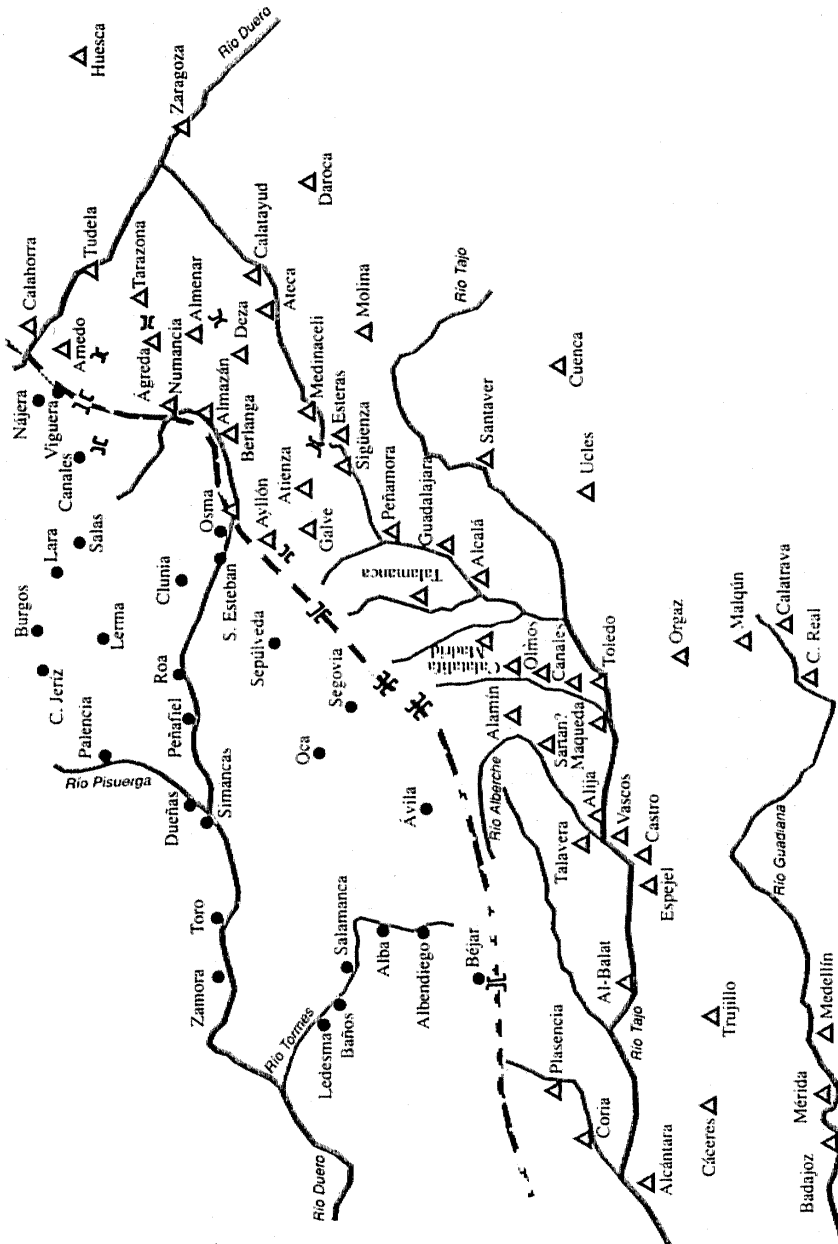 Huesca
Río Duero
Zaragoza
Daroca
Calahorra
Tudela
Tarazona
Calatayud
Arnedo
Ágreda
Almenar
Ateca
Numancia
Deza
Molina
Río Tajo
Nájera
Viguera
Almazán
Medinaceli
Cuenca
Canales
Berlanga
Esteras
Sigüenza
Santaver
Atienza
Ucles
Osma
Ayllón
Galve
Peñamora
Guadalajara
Lara
Salas
Clunia
S. Esteban
Talamanca
Alcalá
Burgos
Lerma
Sepúlveda
Madrid
Calatalifa
Olmos
Canales
Toledo
Orgaz
Malqún
Calatrava
C. Real
C. Jeríz
Roa
Segovia
Palencia
Peñafiel
Oca
Alamín
Sartan?
Maqueda
Río Pisuerga
Dueñas
Simancas
Ávila
Río Alberche
Alija
Vascos
Talavera
Castro
Espejel
Río Guadiana
Toro
Zamora
Salamanca
Alba
Albendiego
Béjar
Al-Balat
Río Tormes
Ledesma
Baños
Trujillo
Medellín
Río Tajo
Plasencia
Coria
Mérida
Cáceres
Badajoz
Alcántara
Río Duero